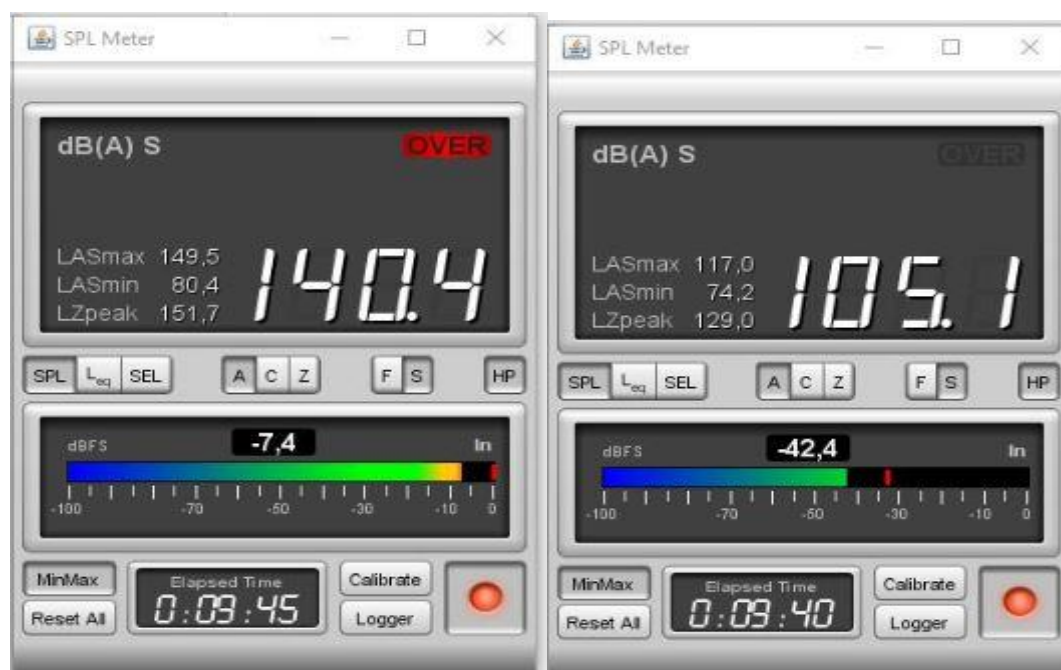 SPL Meter
dB(A) S OVER
LASmax 149,5
LASmin 80,4
LZpeak 151,7
140.4
SPL Leq SEL A C Z F S HP
dBFS -7,4 In
-100 -70 -50 -30 -10 0
MinMax Elapsed Time Calibrate
Reset All 0:09:45 Logger
SPL Meter
dB(A) S OVER
LASmax 117,0
LASmin 74,2
LZpeak 129,0
105.1
SPL Leq SEL A C Z F S HP
dBFS -42,4 In
-100 -70 -50 -30 -10 0
MinMax Elapsed Time Calibrate
Reset All 0:09:40 Logger